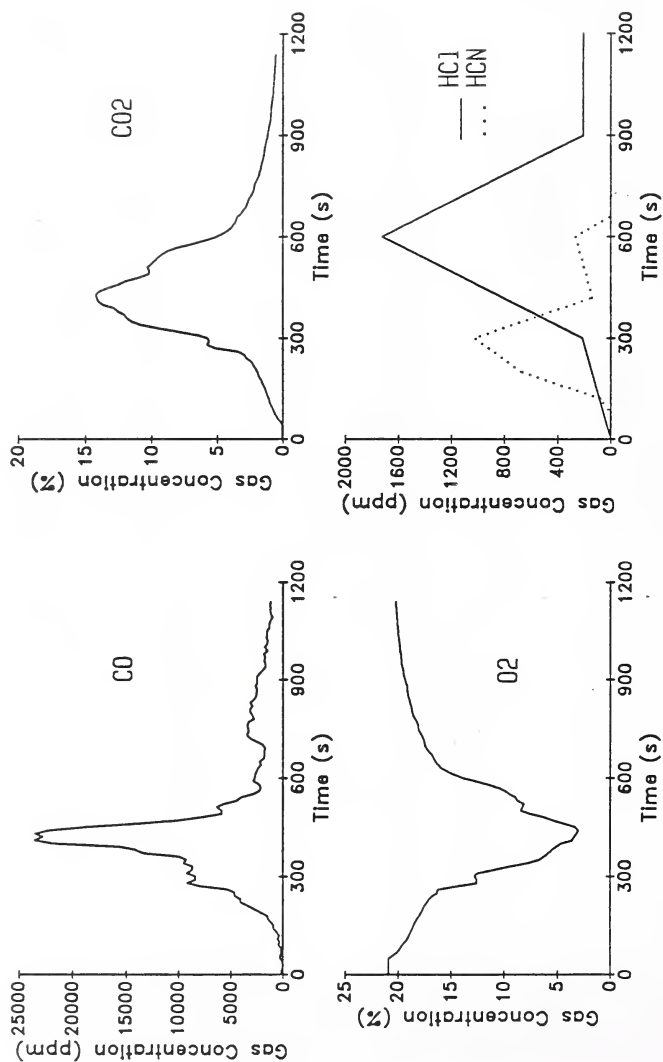 Gas Concentration (ppm)
25000
20000
15000
10000
5000
0
CO
0 300 600 900 1200
Time (s)
Gas Concentration (%)
20
15
10
5
0
CO2
0 300 600 900 1200
Time (s)
Gas Concentration (%)
25
20
15
10
5
0
O2
0 300 600 900 1200
Time (s)
Gas Concentration (ppm)
2000
1600
1200
800
400
0
HCl
HCN
0 300 600 900 1200
Time (s)